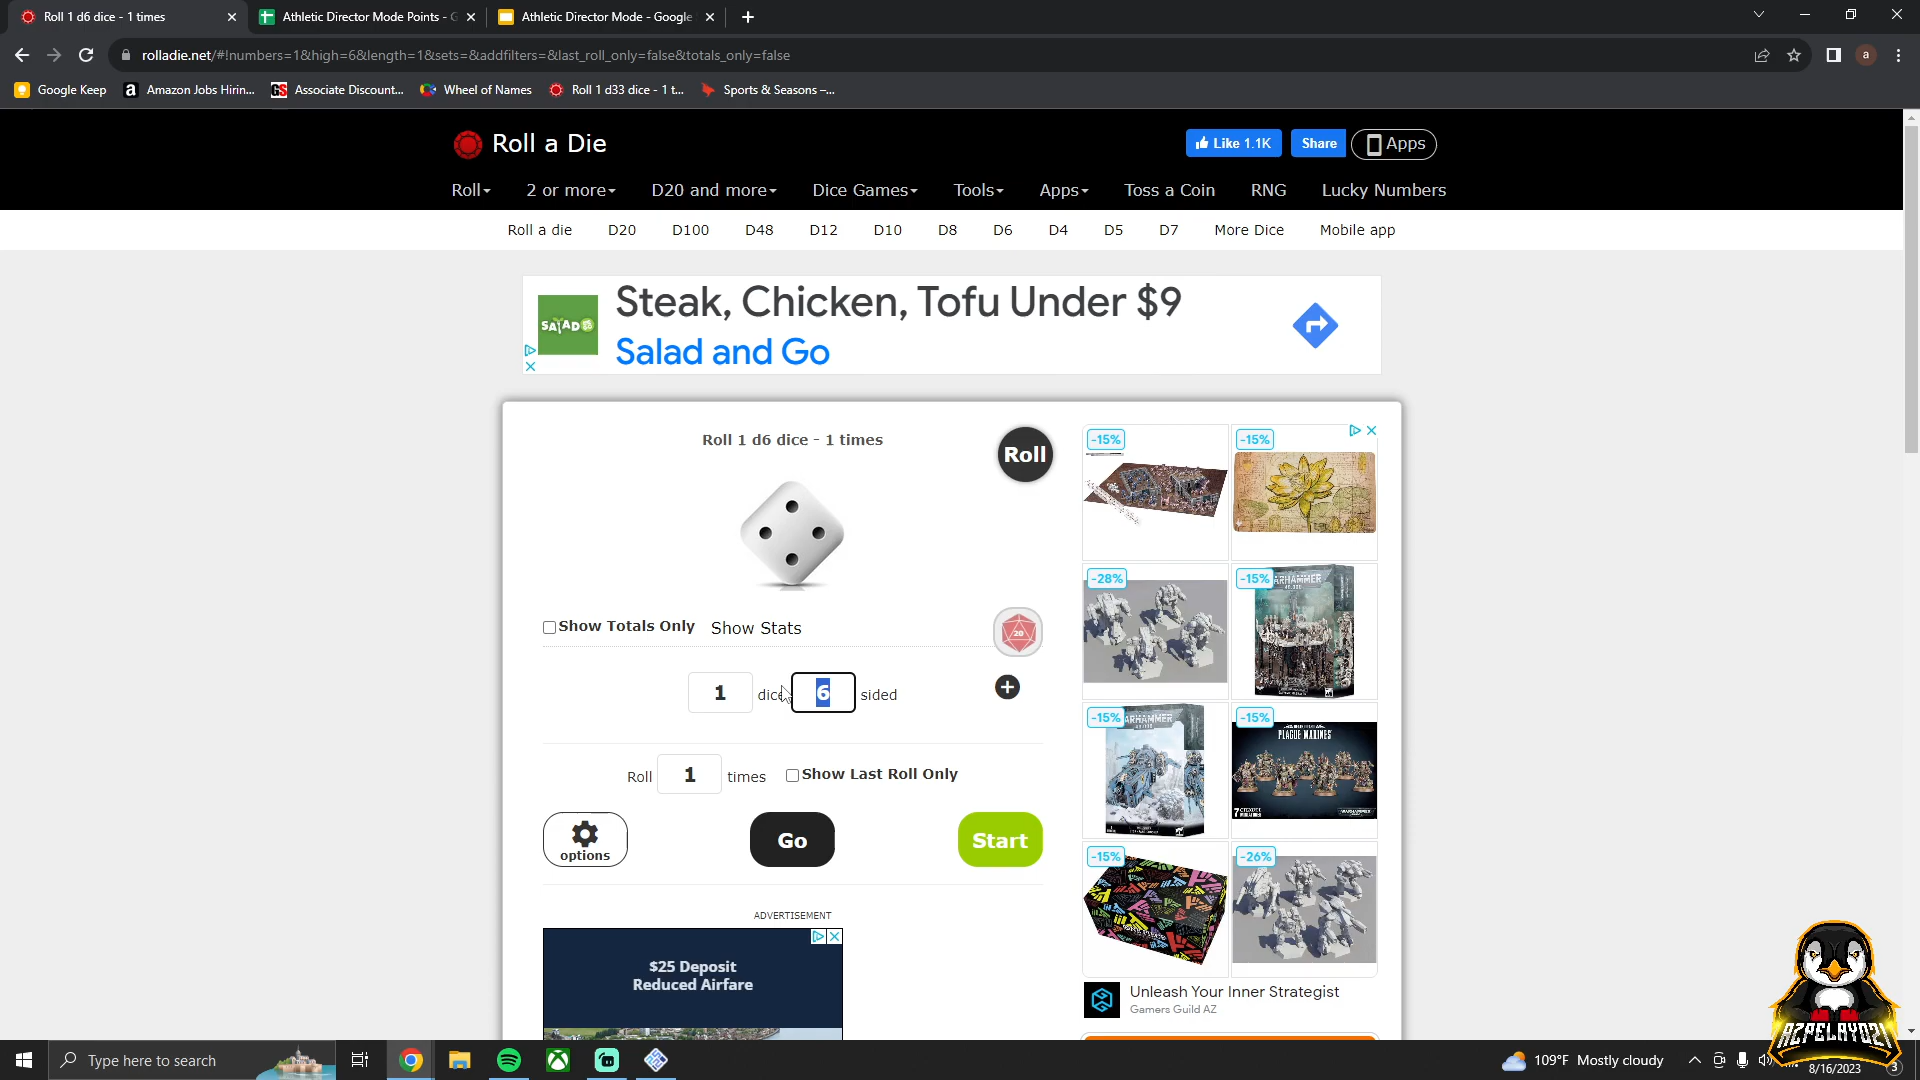 Roll 1 d6 dice - 1 times
Athletic Director Mode Points - G
Athletic Director Mode - Google
rolladie.net/#!numbers=1&high=6&length=1&sets=&addfilters=&last_roll_only=false&totals_only=false
a
Google Keep
a Amazon Jobs Hirin...
GS Associate Discount...
Wheel of Names
Roll 1 d33 dice - 1 t...
Sports & Seasons –...
Roll a Die
Like 1.1K
Share
Apps
Roll
2 or more
D20 and more
Dice Games
Tools
Apps
Toss a Coin
RNG
Lucky Numbers
Roll a die
D20
D100
D48
D12
D10
D8
D6
D4
D5
D7
More Dice
Mobile app
SALAD
Steak, Chicken, Tofu Under $9
Salad and Go
Roll 1 d6 dice - 1 times
Roll
Show Totals Only
Show Stats
20
1 dice 6 sided
Roll 1 times
Show Last Roll Only
options
Go
Start
ADVERTISEMENT
$25 Deposit
Reduced Airfare
-15%
-15%
-28%
-15%
WARHAMMER
-15%
WARHAMMER
-15%
PLAGUE MARINES
-15%
-26%
Unleash Your Inner Strategist
Gamers Guild AZ
AZPELAYO21
Type here to search
109°F Mostly cloudy
8/16/2023
3